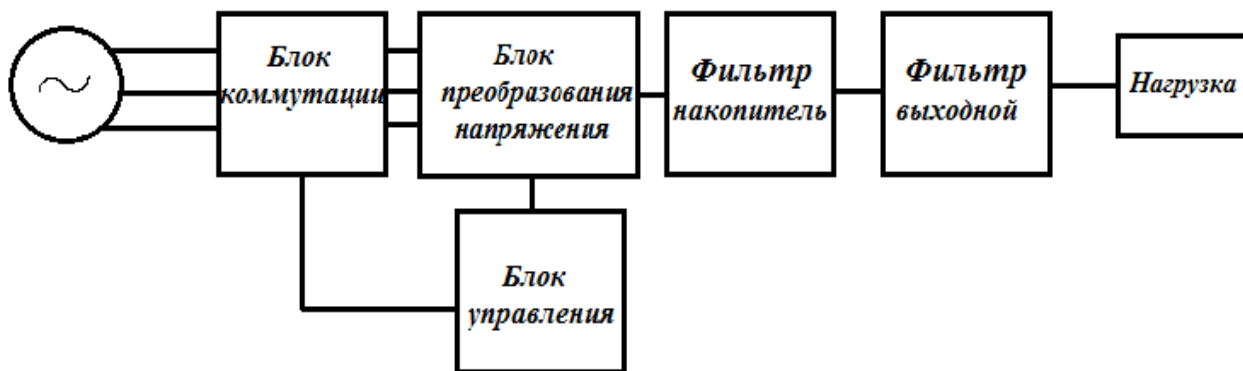 Блок
коммутации
Блок
преобразования
напряжения
Фильтр
накопитель
Фильтр
выходной
Нагрузка
Блок
управления